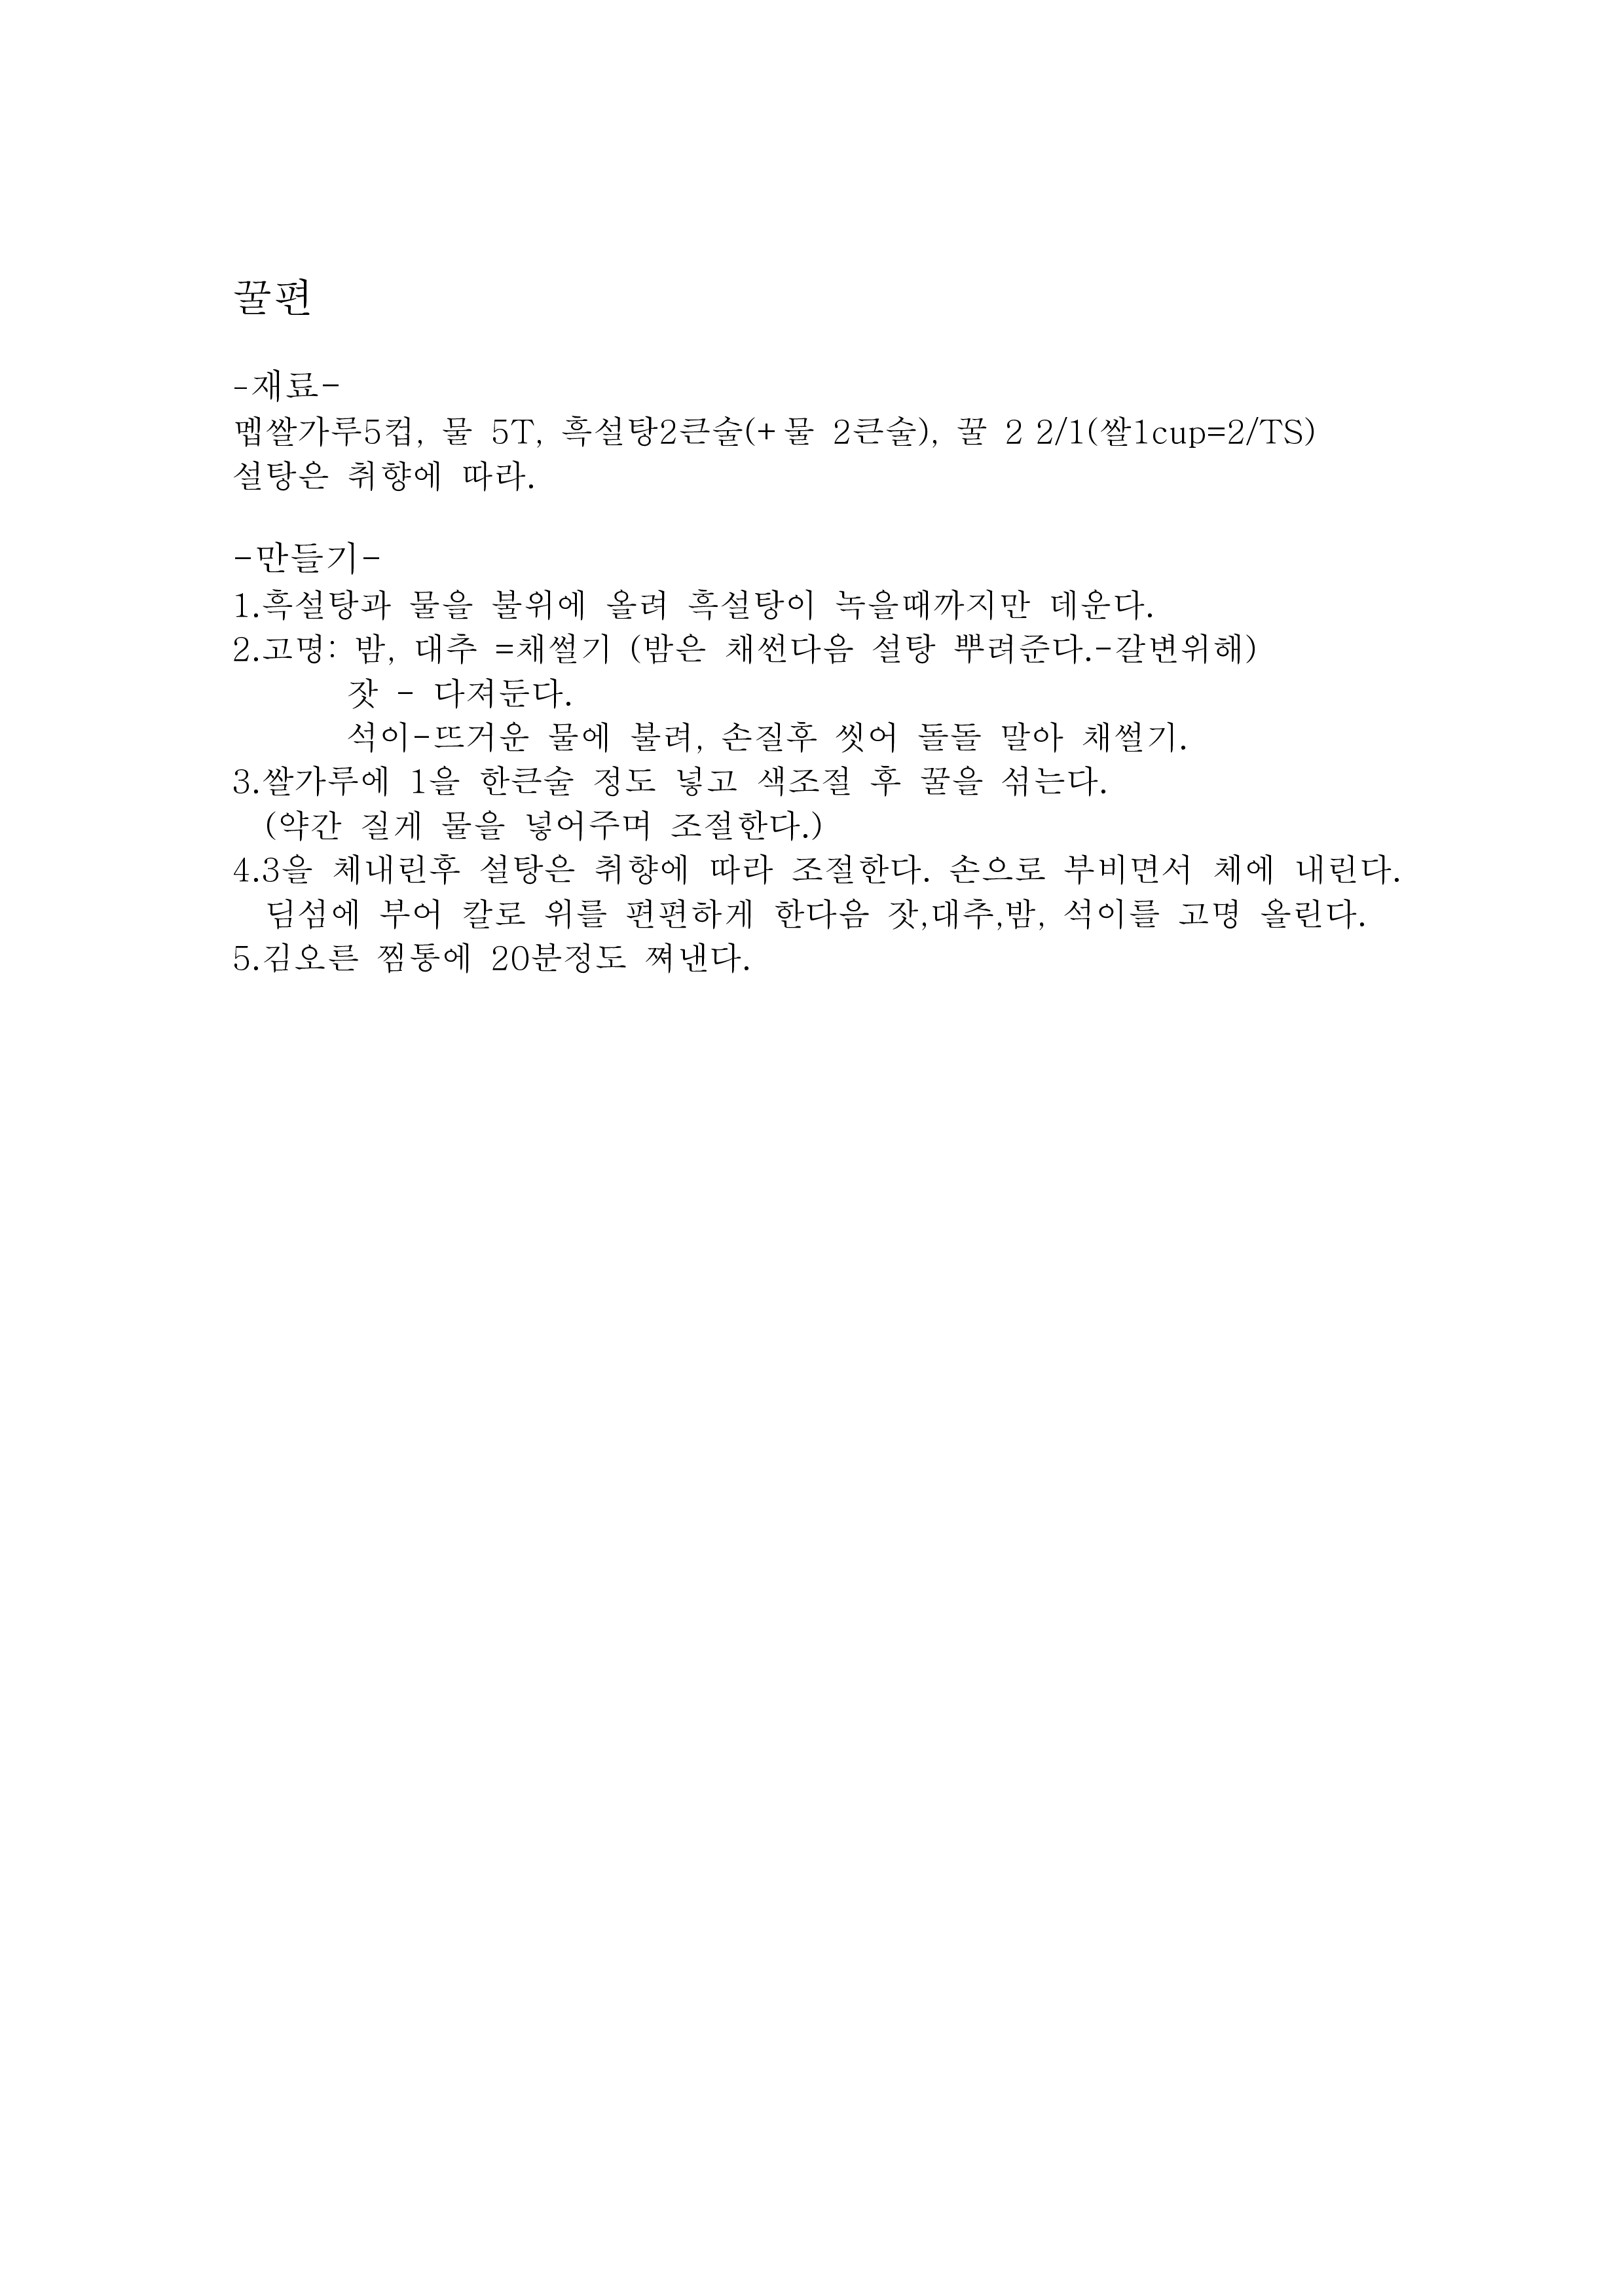 꿀편
-재료-
멥쌀가루5컵, 물 5T, 흑설탕2큰술(+물 2큰술), 꿀 2 2/1(쌀1cup=2/TS)
설탕은 취향에 따라.
-만들기-
1.흑설탕과 물을 불위에 올려 흑설탕이 녹을때까지만 데운다.
2.고명: 밤, 대추 =채썰기 (밤은 채썬다음 설탕 뿌려준다.-갈변위해)
잣 - 다져둔다.
석이-뜨거운 물에 불려, 손질후 씻어 돌돌 말아 채썰기.
3.쌀가루에 1을 한큰술 정도 넣고 색조절 후 꿀을 섞는다.
(약간 질게 물을 넣어주며 조절한다.)
4.3을 체내린후 설탕은 취향에 따라 조절한다. 손으로 부비면서 체에 내린다.
딤섬에 부어 칼로 위를 편편하게 한다음 잣,대추,밤, 석이를 고명 올린다.
5.김오른 찜통에 20분정도 쪄낸다.